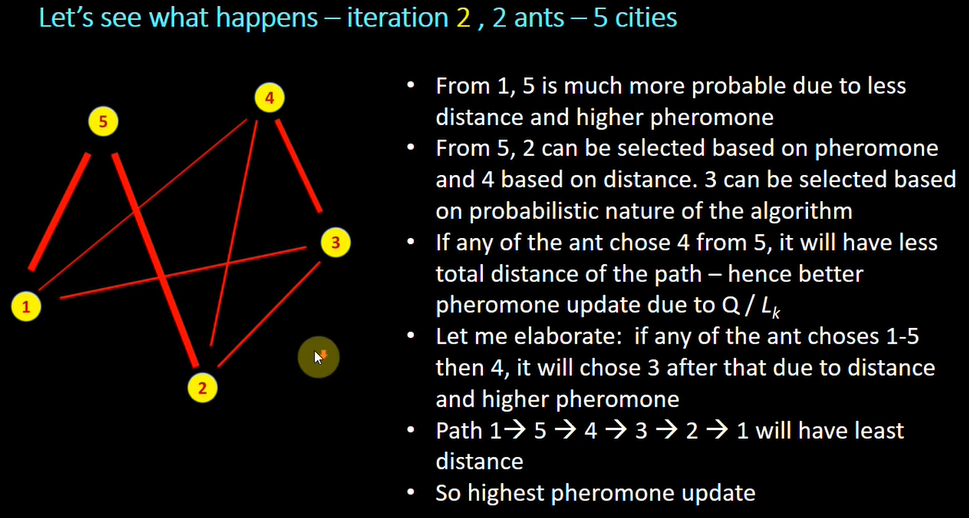 Let's see what happens – iteration 2 , 2 ants – 5 cities
4
5
3
1
2
• From 1, 5 is much more probable due to less
distance and higher pheromone
• From 5, 2 can be selected based on pheromone
and 4 based on distance. 3 can be selected based
on probabilistic nature of the algorithm
• If any of the ant chose 4 from 5, it will have less
total distance of the path – hence better
pheromone update due to Q / Lk
• Let me elaborate: if any of the ant choses 1-5
then 4, it will chose 3 after that due to distance
and higher pheromone
• Path 1→ 5 → 4 → 3 → 2 → 1 will have least
distance
• So highest pheromone update